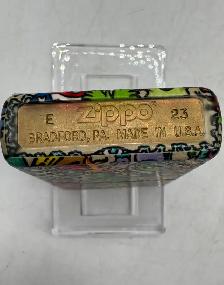 E Zippo 23
BRADFORD, PA. MADE IN U.S.A.